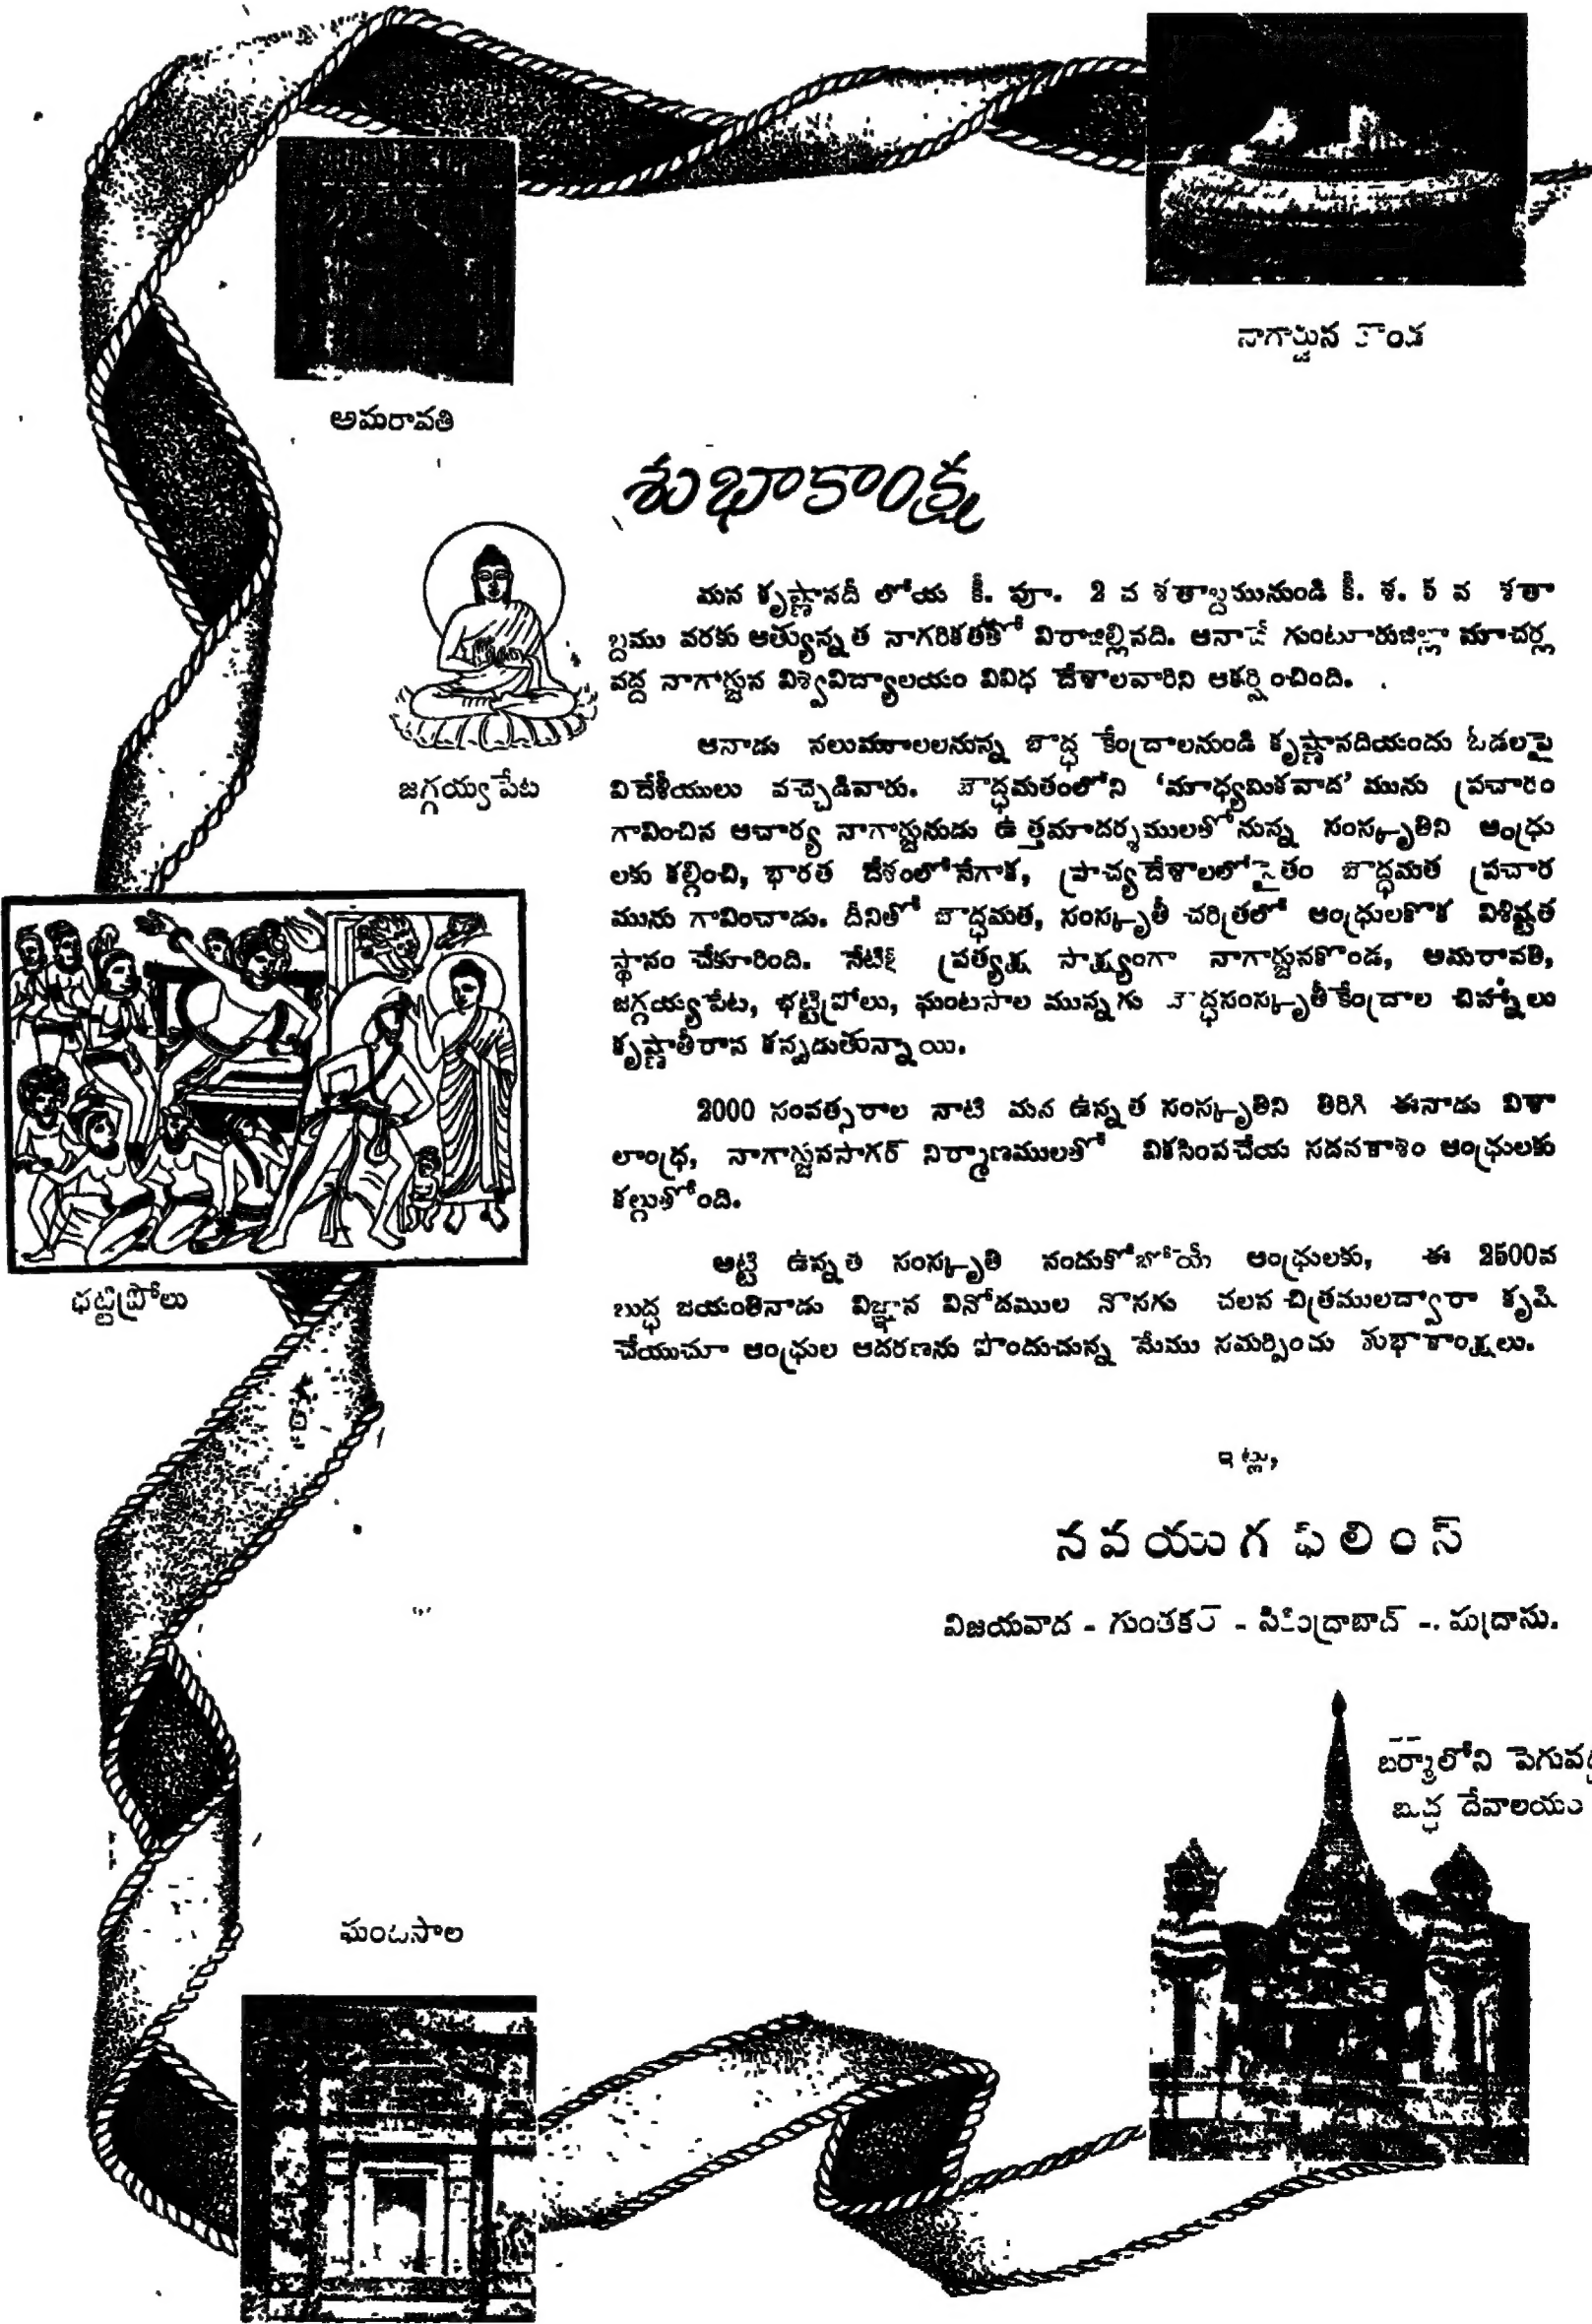 నాగార్జున కొండ
అమరావతి
శుభాకాంక్ష
మన కృష్ణానదీ లోయ క్రీ. పూ. 2 వ శతాబ్దమునుండి క్రీ. శ. 5 వ శతా
బ్దము వరకు అత్యున్నత నాగరికతతో విరాజిల్లినది. ఆనాడే గుంటూరుజిల్లా మాచర్ల
వద్ద నాగార్జున విశ్వవిద్యాలయం వివిధ దేశాలవారిని ఆకర్షించింది.
ఆనాడు నలుమూలలనున్న బౌద్ధ కేంద్రాలనుండి కృష్ణానదియందు ఓడలపై
విదేశీయులు వచ్చెడివారు. బౌద్ధమతంలోని ‘మాధ్యమికవాద’ మును ప్రచారం
గావించిన ఆచార్య నాగార్జునుడు ఉత్తమాదర్శములతోనున్న సంస్కృతిని ఆంధ్రు
లకు కల్గించి, భారత దేశంలోనేగాక, ప్రాచ్యదేశాలలోసైతం బౌద్ధమత ప్రచార
మును గావించాడు. దీనితో బౌద్ధమత, సంస్కృతీ చరిత్రలో ఆంధ్రులకొక విశిష్టత
స్థానం చేకూరింది. నేటికీ ప్రత్యక్ష సాక్ష్యంగా నాగార్జునకొండ, అమరావతి,
జగ్గయ్యపేట, భట్టిప్రోలు, ఘంటసాల మున్నగు బౌద్ధసంస్కృతీకేంద్రాల చిహ్నాలు
కృష్ణాతీరాన కన్పడుతున్నాయి.
2000 సంవత్సరాల నాటి మన ఉన్నత సంస్కృతిని తిరిగి ఈనాడు విశా
లాంధ్ర, నాగార్జునసాగర్ నిర్మాణములతో వికసింపచేయ సదవకాశం ఆంధ్రులకు
కల్గుతోంది.
అట్టి ఉన్నత సంస్కృతి నందుకోబోయే ఆంధ్రులకు, ఈ 2500వ
బుద్ధ జయంతినాడు విజ్ఞాన వినోదముల నొసగు చలన చిత్రములద్వారా కృషి
చేయుచూ ఆంధ్రుల ఆదరణను పొందుచున్న మేము సమర్పించు శుభాకాంక్షలు.
జగ్గయ్యపేట
భట్టిప్రోలు
ఇట్లు,
నవయుగ ఫిలింస్
విజయవాడ - గుంతకల్ - సికింద్రాబాద్ - మద్రాసు.
బర్మాలోని పెగువద్ద
బుద్ధ దేవాలయం
ఘంటసాల